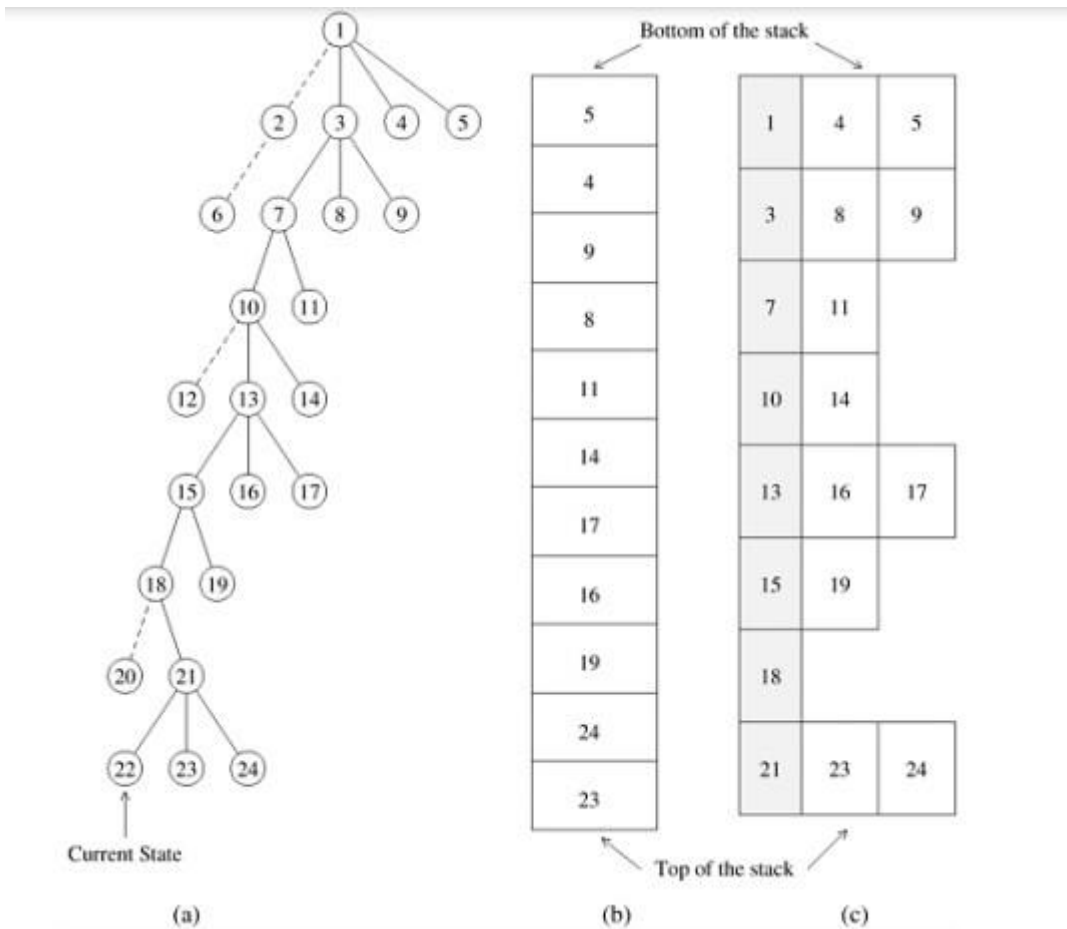 1
2 3 4 5
6 7 8 9
10 11
12 13 14
15 16 17
18 19
20 21
22 23 24
Current State
(a)
Bottom of the stack
5
4
9
8
11
14
17
16
19
24
23
(b)
1 4 5
3 8 9
7 11
10 14
13 16 17
15 19
18
21 23 24
Top of the stack
(c)